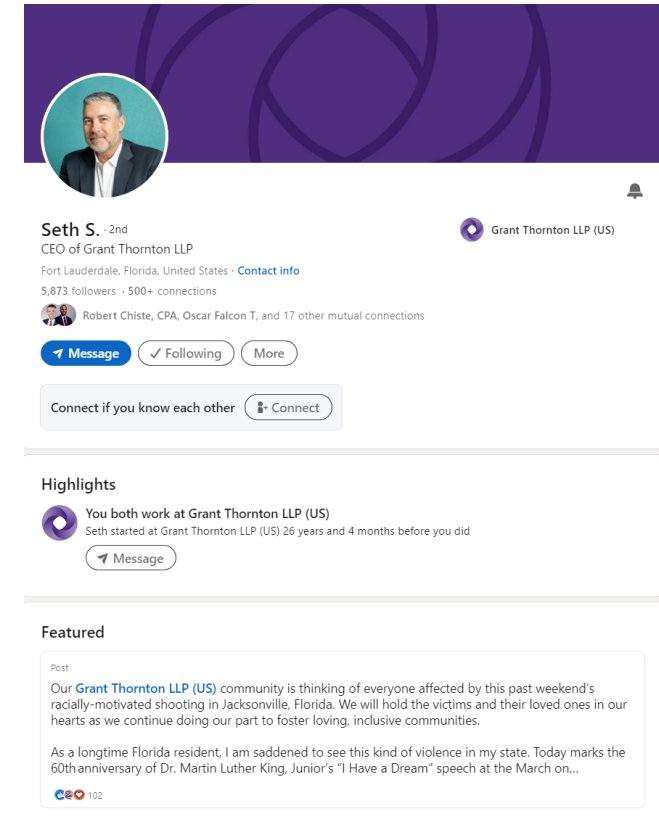 Seth S. · 2nd
CEO of Grant Thornton LLP
Grant Thornton LLP (US)
Fort Lauderdale, Florida, United States · Contact info
5,873 followers · 500+ connections
Robert Chiste, CPA, Oscar Falcon T, and 17 other mutual connections
Message
Following
More
Connect if you know each other
Connect
Highlights
You both work at Grant Thornton LLP (US)
Seth started at Grant Thornton LLP (US) 26 years and 4 months before you did
Message
Featured
Post
Our Grant Thornton LLP (US) community is thinking of everyone affected by this past weekend’s
racially-motivated shooting in Jacksonville, Florida. We will hold the victims and their loved ones in our
hearts as we continue doing our part to foster loving, inclusive communities.
As a longtime Florida resident, I am saddened to see this kind of violence in my state. Today marks the
60th anniversary of Dr. Martin Luther King, Junior’s “I Have a Dream” speech at the March on...
102